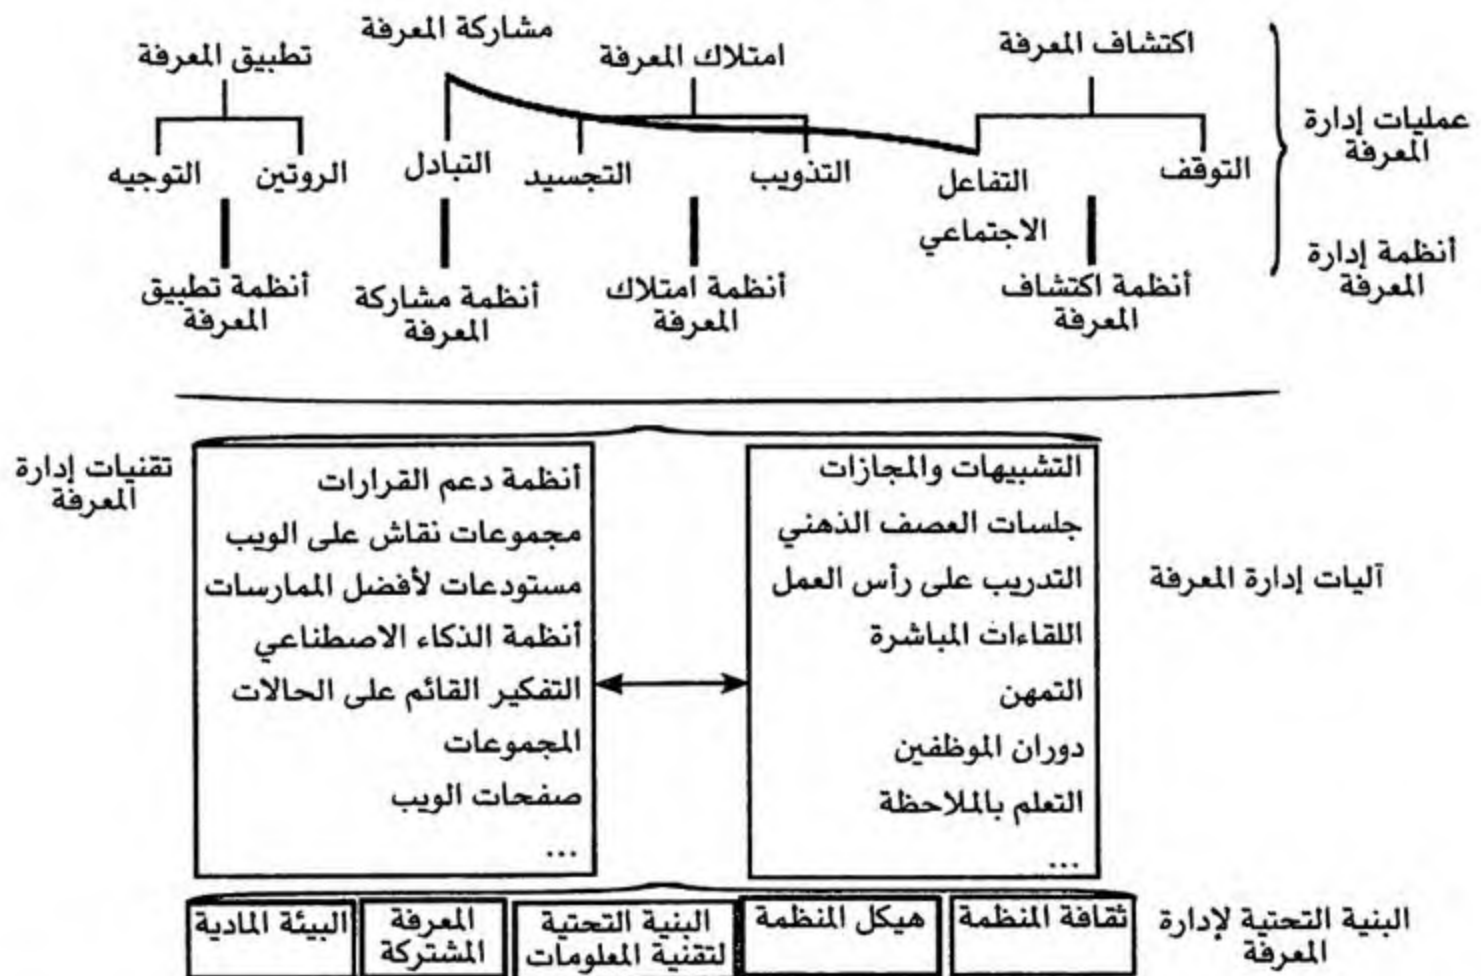 اكتشاف المعرفة
امتلاك المعرفة
مشاركة المعرفة
تطبيق المعرفة
عمليات إدارة
المعرفة
التوقف
التفاعل
الاجتماعي
التذويب
التجسيد
التبادل
الروتين
التوجيه
أنظمة إدارة
المعرفة
أنظمة اكتشاف
المعرفة
أنظمة امتلاك
المعرفة
أنظمة مشاركة
المعرفة
أنظمة تطبيق
المعرفة
آليات إدارة المعرفة
التشبيهات والمجازات
جلسات العصف الذهني
التدريب على رأس العمل
اللقاءات المباشرة
التمهن
دوران الموظفين
التعلم بالملاحظة
...
تقنيات إدارة
المعرفة
أنظمة دعم القرارات
مجموعات نقاش على الويب
مستودعات لأفضل الممارسات
أنظمة الذكاء الاصطناعي
التفكير القائم على الحالات
المجموعات
صفحات الويب
...
البنية التحتية لإدارة
المعرفة
ثقافة المنظمة
هيكل المنظمة
البنية التحتية
لتقنية المعلومات
المعرفة
المشتركة
البيئة المادية